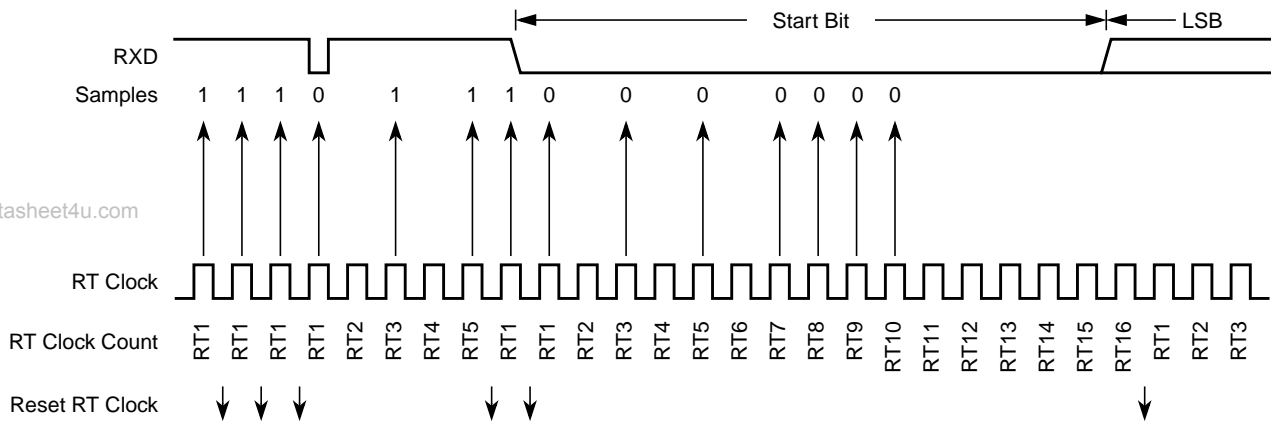 Start Bit LSB
RXD
Samples 1 1 1 0 1 1 1 0 0 0 0 0 0 0
tasheet4u.com
RT Clock
RT Clock Count RT1 RT1 RT1 RT1 RT2 RT3 RT4 RT5 RT1 RT1 RT2 RT3 RT4 RT5 RT6 RT7 RT8 RT9 RT10 RT11 RT12 RT13 RT14 RT15 RT16 RT1 RT2 RT3
Reset RT Clock